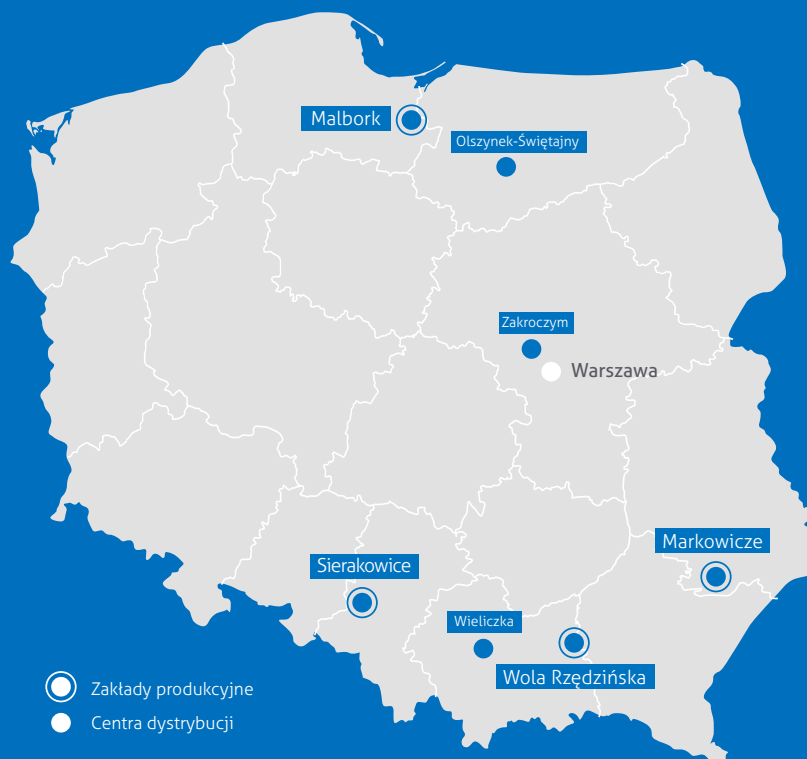 Malbork
Olszynek-Świętajny
Zakroczym
Warszawa
Markowicze
Sierakowice
Wieliczka
Wola Rzędzińska
Zakłady produkcyjne
Centra dystrybucji